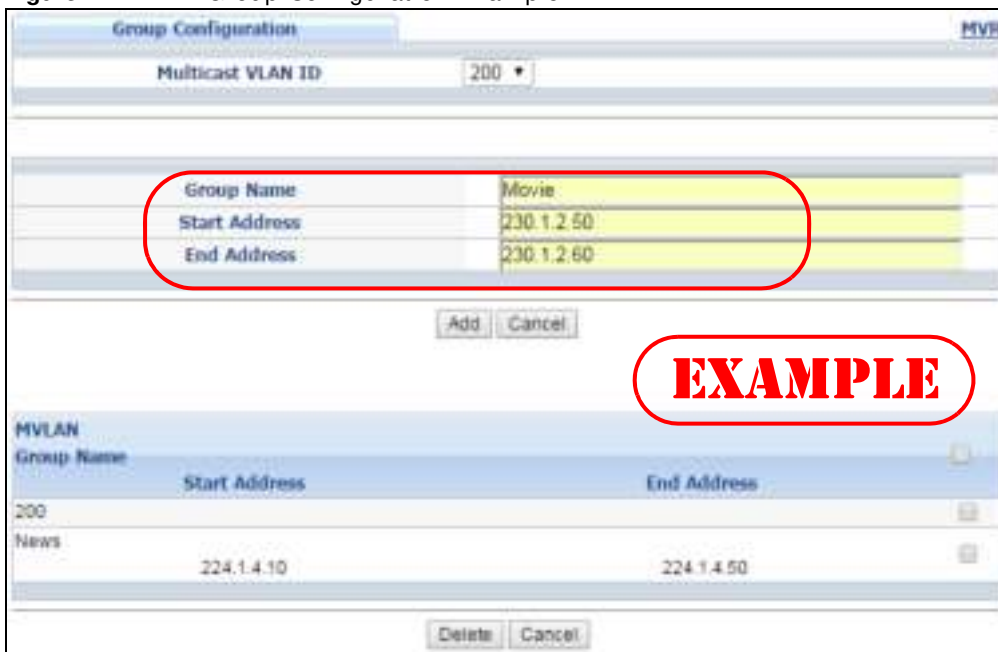 Group Configuration MVR
Multicast VLAN ID 200
Group Name Movie
Start Address 230.1.2.50
End Address 230.1.2.60
Add Cancel
EXAMPLE
MVLAN
Group Name
Start Address End Address
200
News
224.1.4.10 224.1.4.50
Delete Cancel